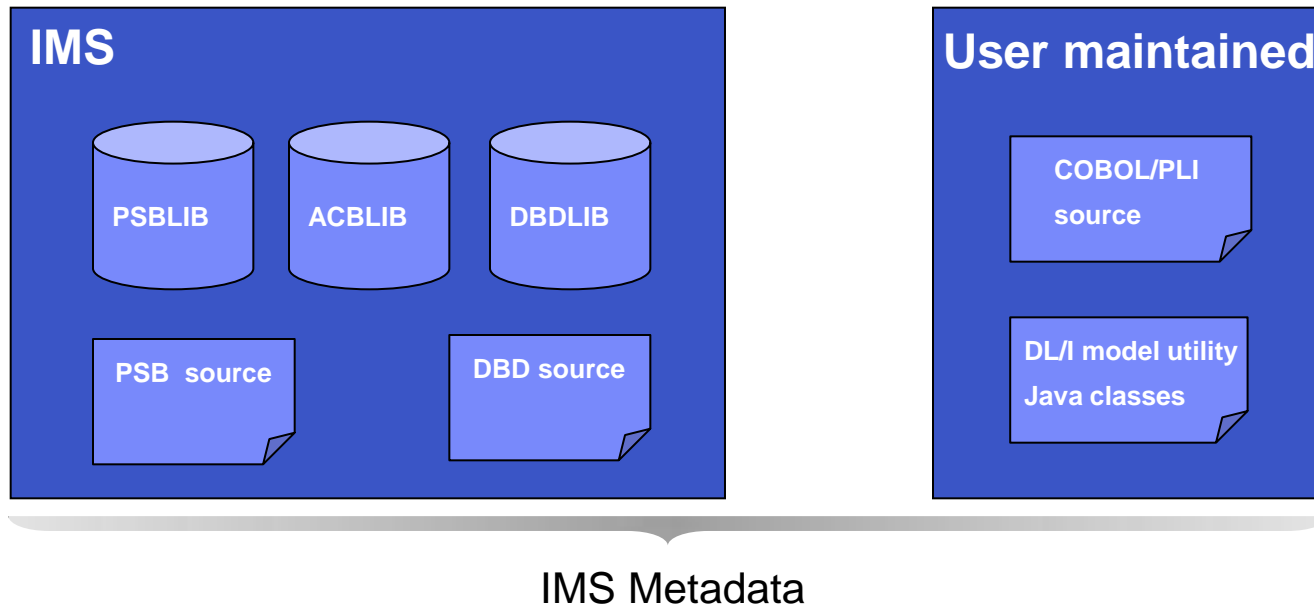 IMS
User maintained
PSBLIB
ACBLIB
DBDLIB
COBOL/PLI
source
PSB source
DBD source
DL/I model utility
Java classes
IMS Metadata